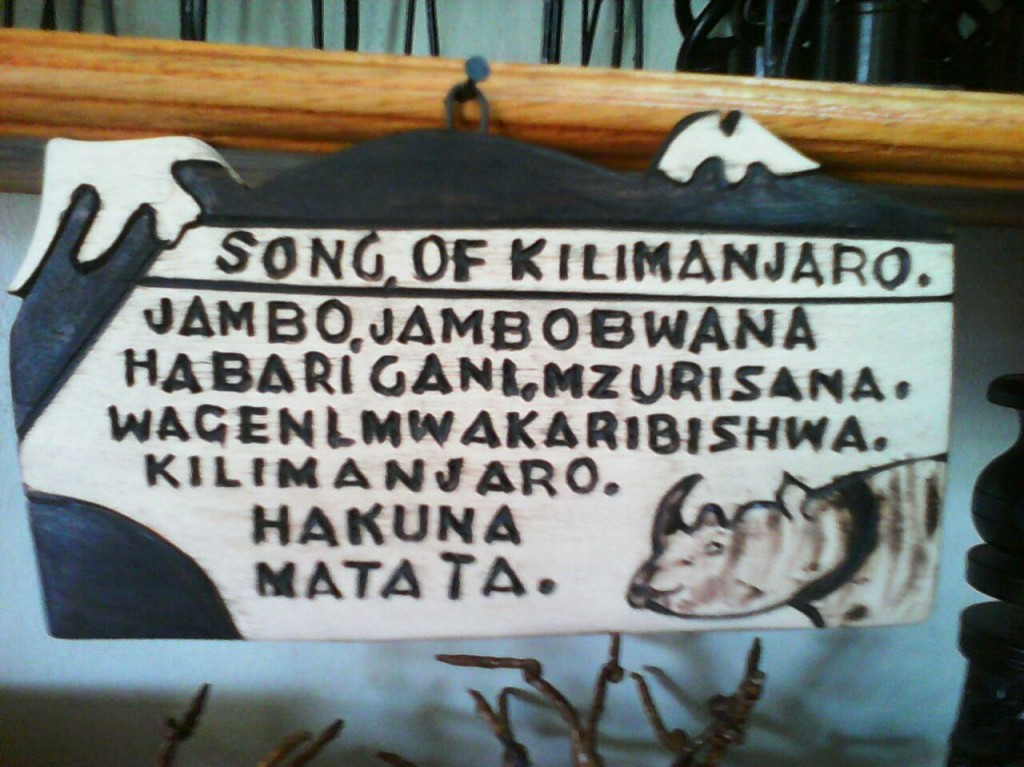 SONG, OF KILIMANJARO.
JAMBO, JAMBOBWANA
HABARI GANI, MZURISANA.
WAGENI, MWAKARIBISHWA.
KILIMANJARO.
HAKUNA
MATATA.